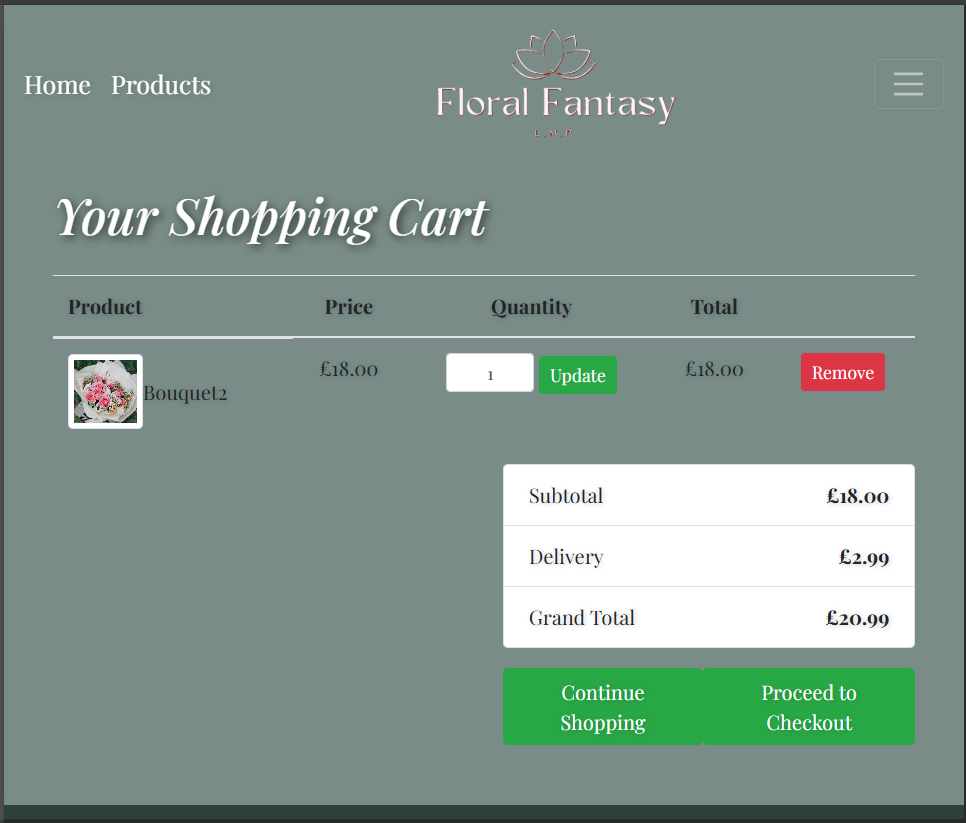 Home Products
Floral Fantasy
L.M.P
Your Shopping Cart
Product Price Quantity Total
Bouquet2 £18.00 1 Update £18.00 Remove
Subtotal £18.00
Delivery £2.99
Grand Total £20.99
Continue
Shopping
Proceed to
Checkout